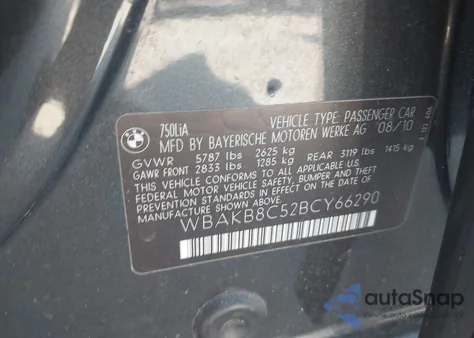 BMW
750LiA
VEHICLE TYPE: PASSENGER CAR
MFD BY BAYERISCHE MOTOREN WERKE AG 08/10
GVWR 5787 lbs 2625 kg
GAWR FRONT 2833 lbs 1285 kg REAR 3119 lbs 1415 kg
THIS VEHICLE CONFORMS TO ALL APPLICABLE
FEDERAL MOTOR VEHICLE SAFETY, BUMPER AND
THEFT PREVENTION STANDARDS IN EFFECT ON
THE DATE OF MANUFACTURE SHOWN ABOVE.
WBAKB8C52BCY66290
autoSnap